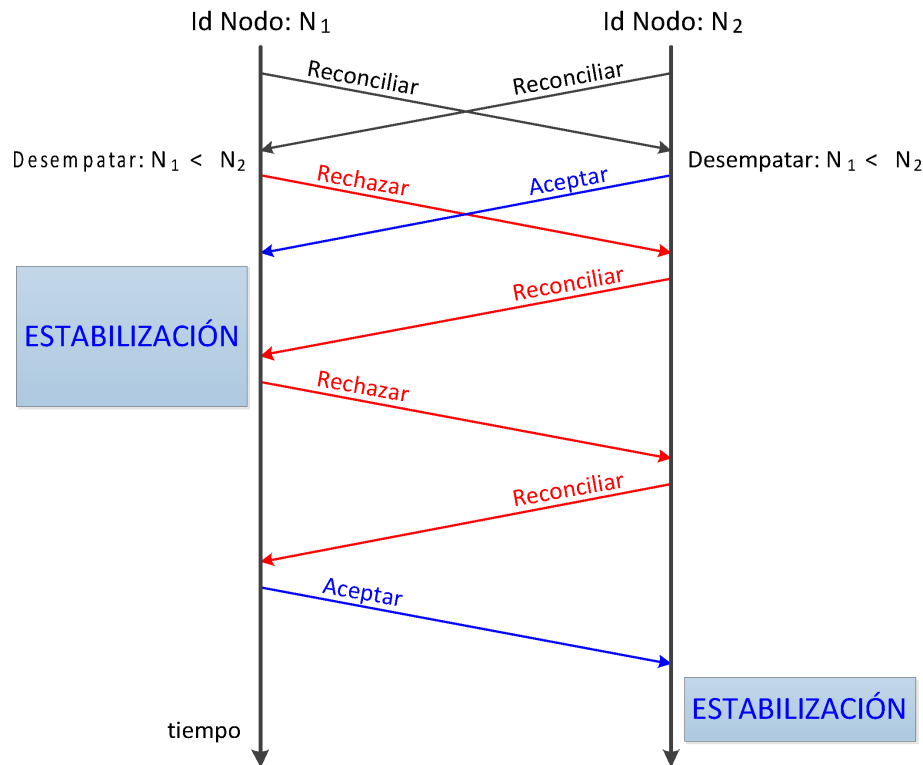 Id Nodo: N1
Id Nodo: N2
Reconciliar
Reconciliar
Desempatar: N1 < N2
Desempatar: N1 < N2
Rechazar
Aceptar
Reconciliar
ESTABILIZACIÓN
Rechazar
Reconciliar
Aceptar
ESTABILIZACIÓN
tiempo